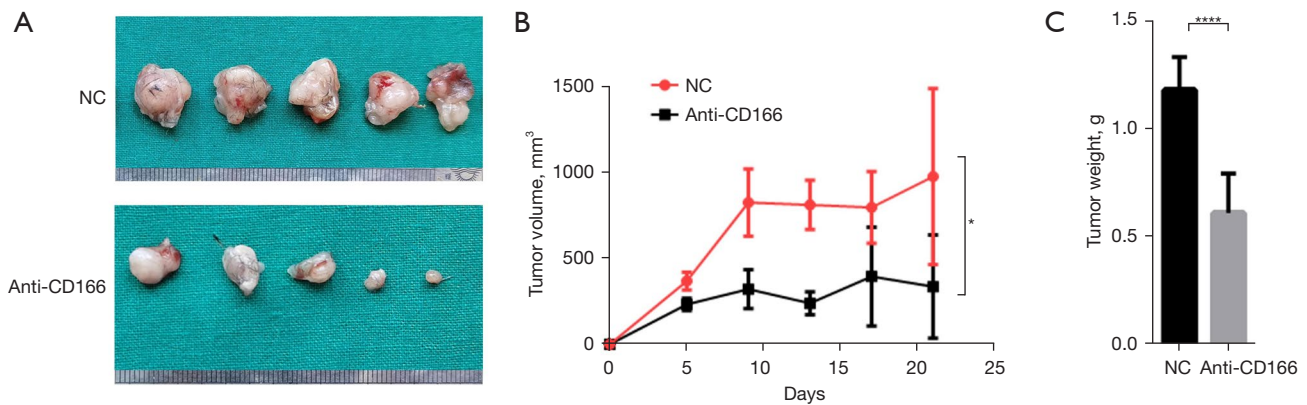 A
NC
Anti-CD166
B
Tumor volume, mm³
1500
1000
500
0
NC
Anti-CD166
*
0 5 10 15 20 25
Days
C
Tumor weight, g
1.5
1.0
0.5
0.0
****
NC Anti-CD166